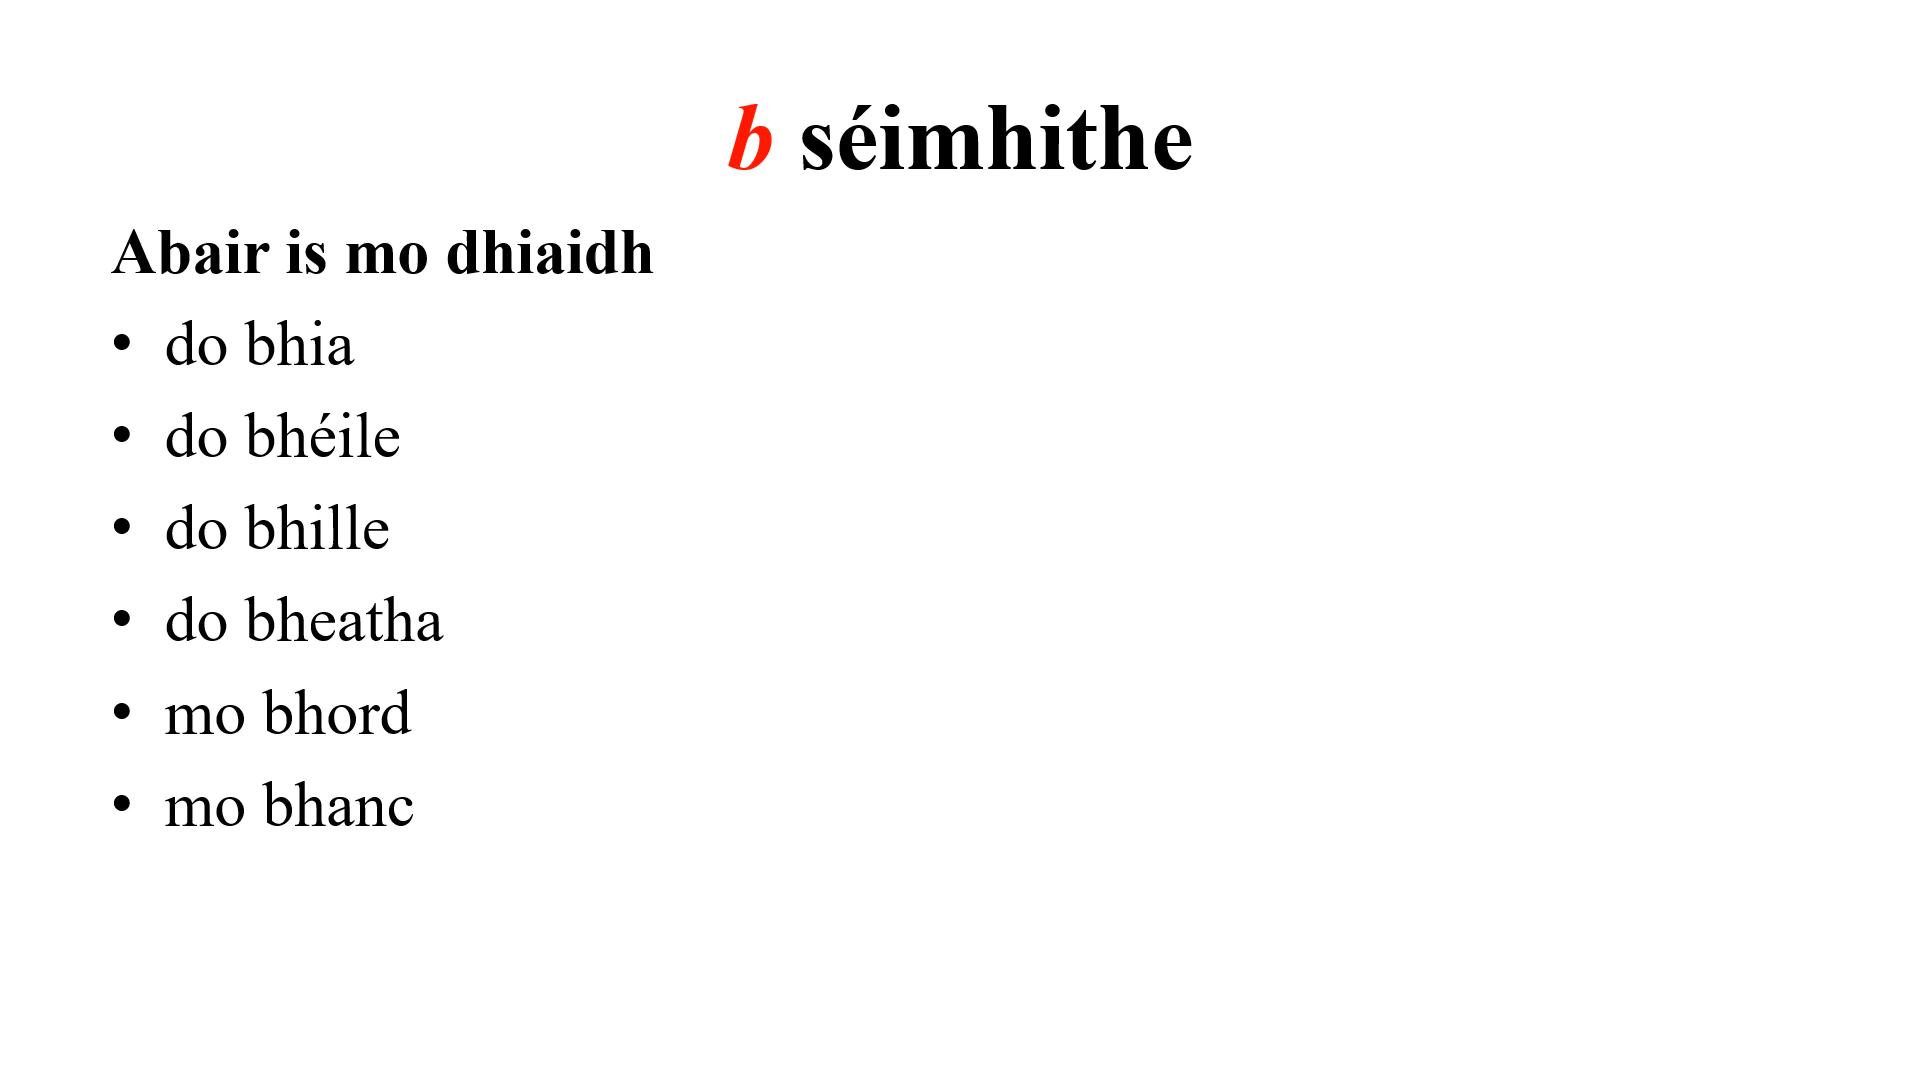 b séimhithe
Abair is mo dhiaidh
• do bhia
• do bhéile
• do bhille
• do bheatha
• mo bhord
• mo bhanc